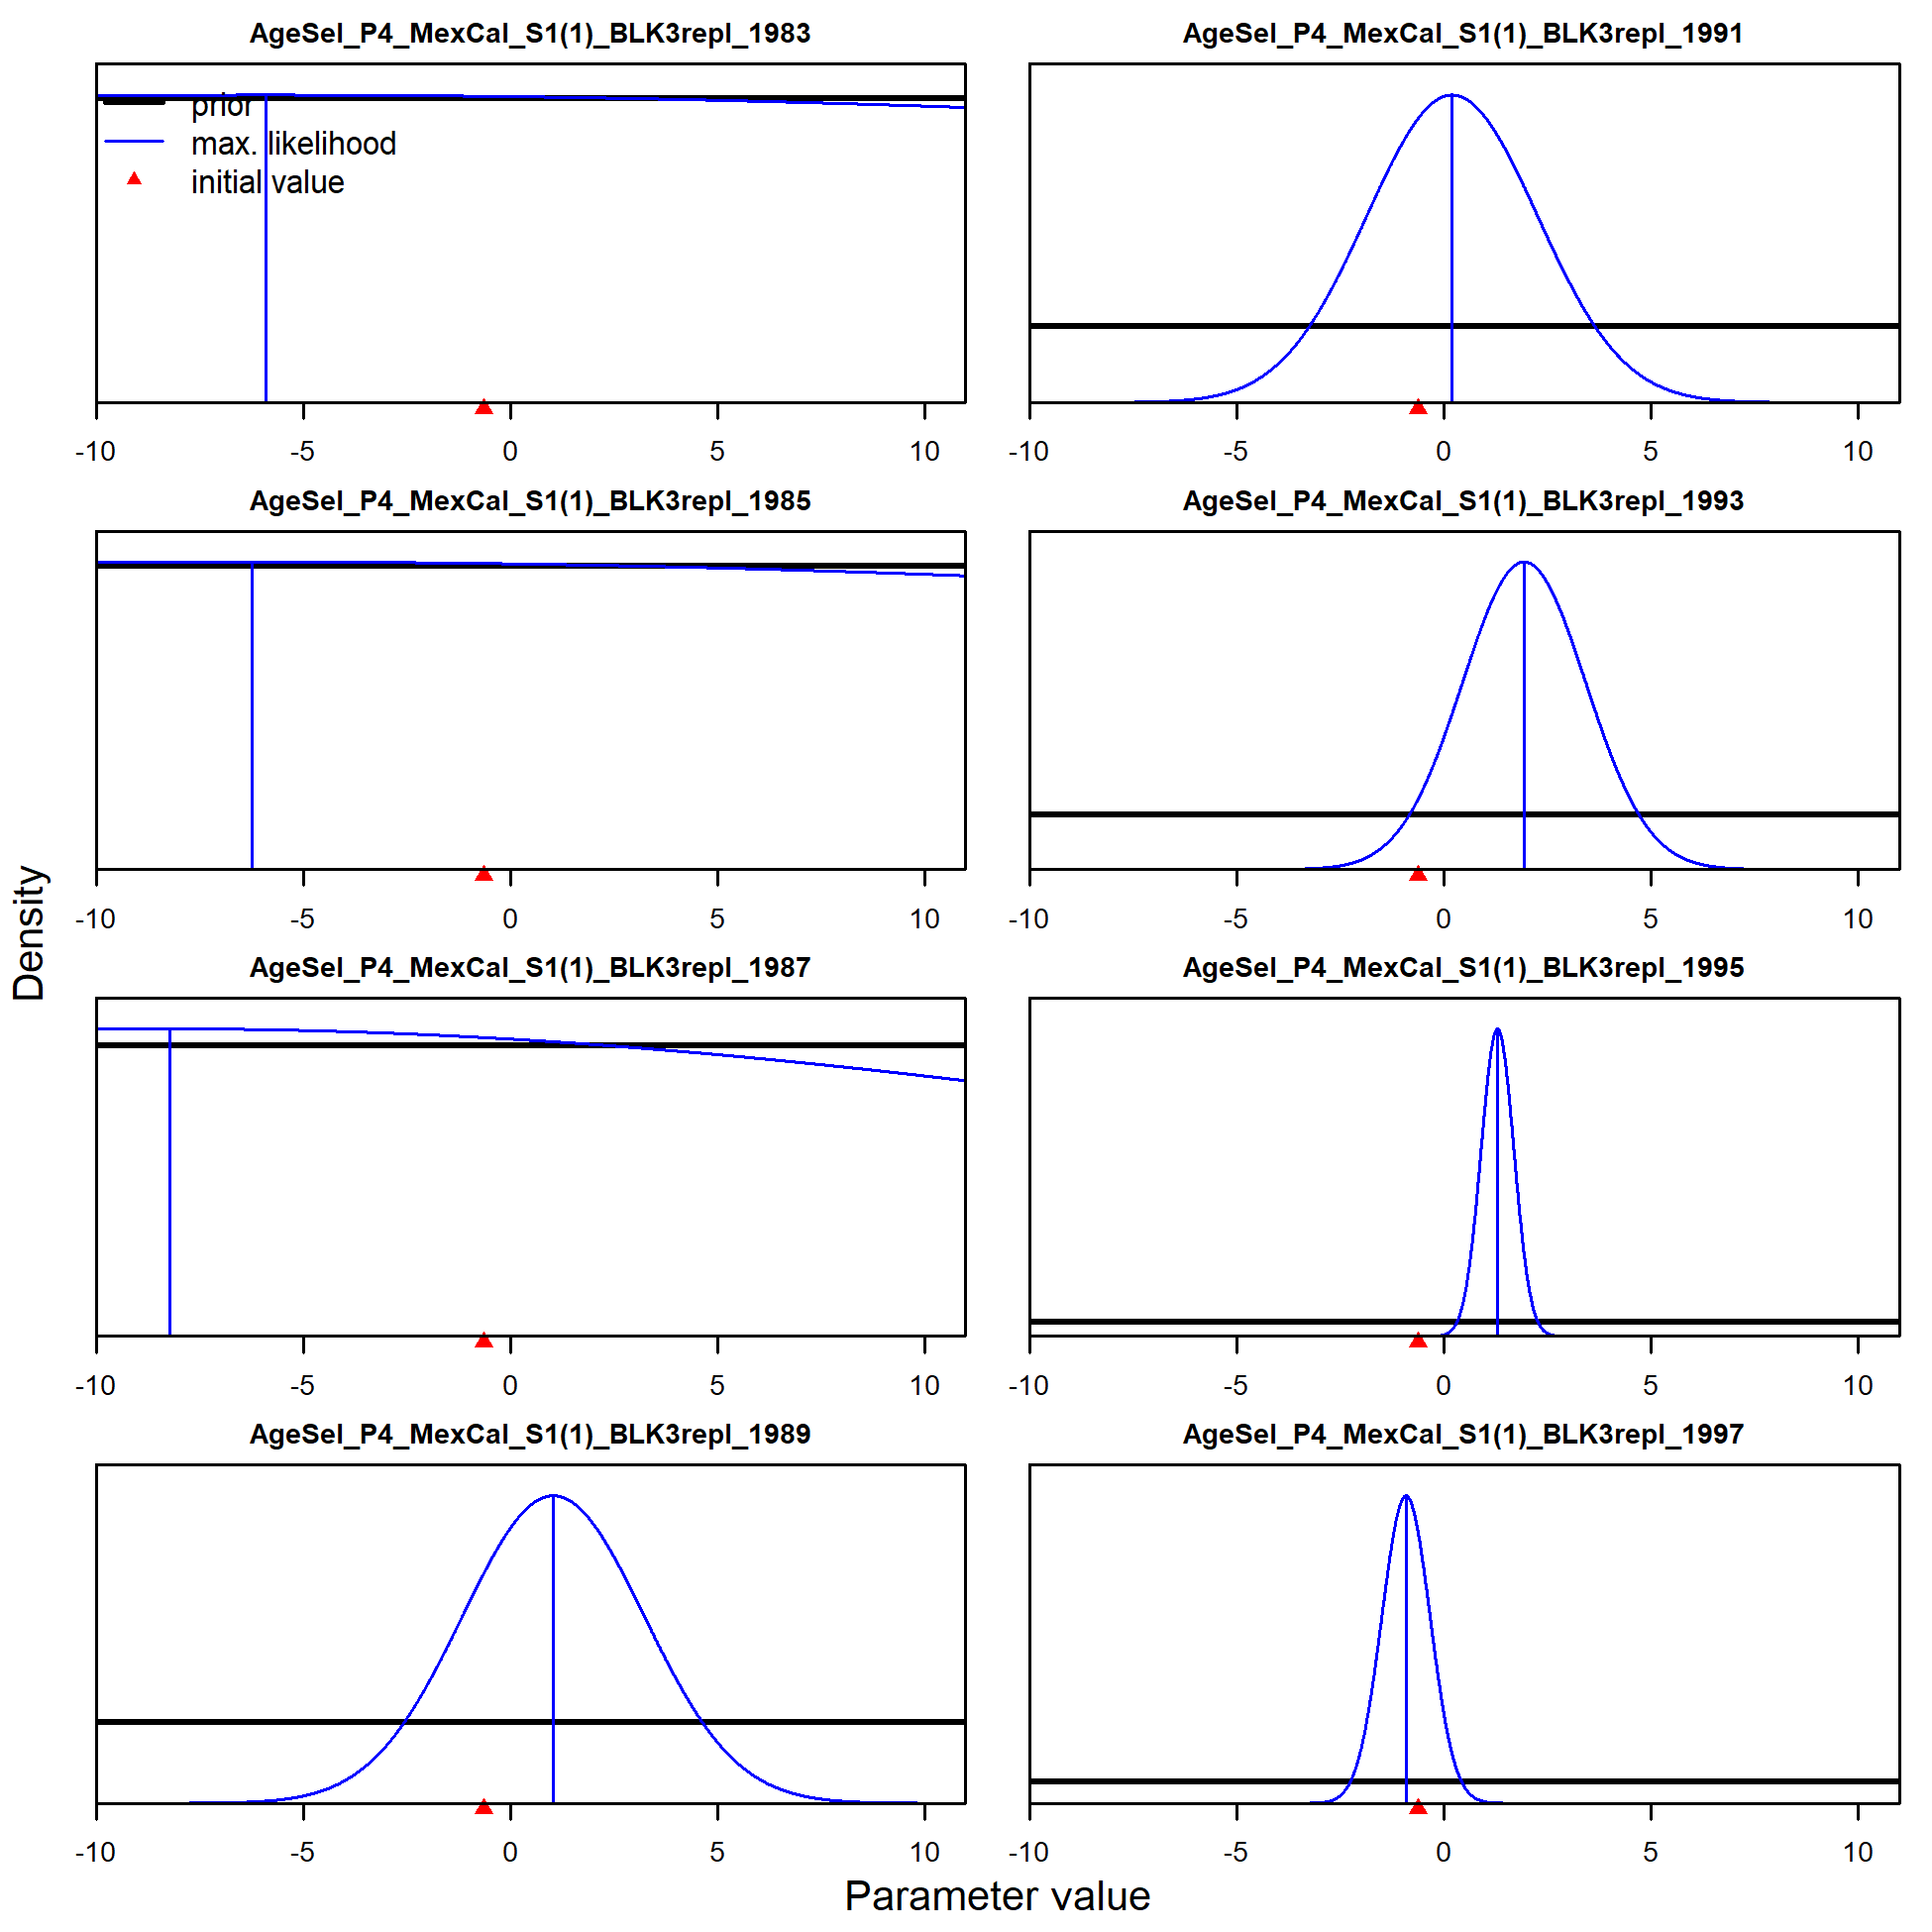 AgeSel_P4_MexCal_S1(1)_BLK3repl_1983
prior
max. likelihood
initial value
-10 -5 0 5 10
AgeSel_P4_MexCal_S1(1)_BLK3repl_1991
-10 -5 0 5 10
AgeSel_P4_MexCal_S1(1)_BLK3repl_1985
-10 -5 0 5 10
AgeSel_P4_MexCal_S1(1)_BLK3repl_1993
-10 -5 0 5 10
AgeSel_P4_MexCal_S1(1)_BLK3repl_1987
-10 -5 0 5 10
AgeSel_P4_MexCal_S1(1)_BLK3repl_1995
-10 -5 0 5 10
AgeSel_P4_MexCal_S1(1)_BLK3repl_1989
-10 -5 0 5 10
AgeSel_P4_MexCal_S1(1)_BLK3repl_1997
-10 -5 0 5 10
Density
Parameter value